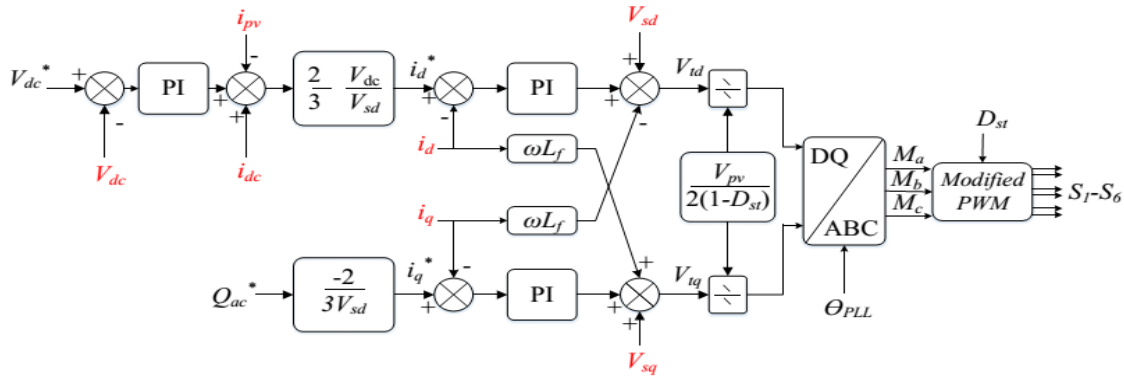 i_pv
V_sd
V_dc*
+
-
PI
-
+
+
2/3 V_dc/V_sd
i_d*
+
-
PI
+
+
-
V_td
÷
V_dc
i_dc
i_d
ωL_f
i_q
ωL_f
V_pv/2(1-D_st)
DQ
ABC
M_a
M_b
M_c
D_st
Modified
PWM
S_1-S_6
Q_ac*
-2/3V_sd
i_q*
-
+
PI
+
+
+
V_tq
÷
Θ_PLL
V_sq